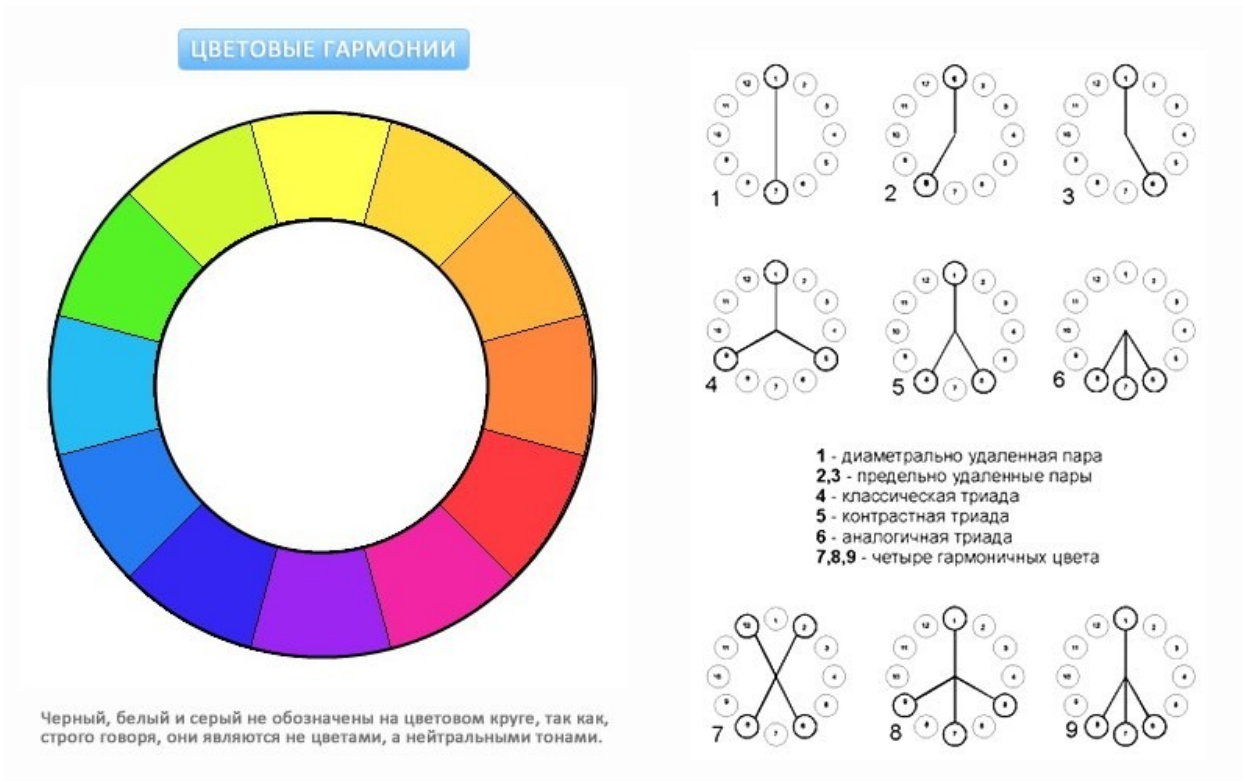 ЦВЕТОВЫЕ ГАРМОНИИ
1
2
3
4
5
6
1 - диаметрально удаленная пара
2,3 - предельно удаленные пары
4 - классическая триада
5 - контрастная триада
6 - аналогичная триада
7,8,9 - четыре гармоничных цвета
7
8
9
Черный, белый и серый не обозначены на цветовом круге, так как,
строго говоря, они являются не цветами, а нейтральными тонами.